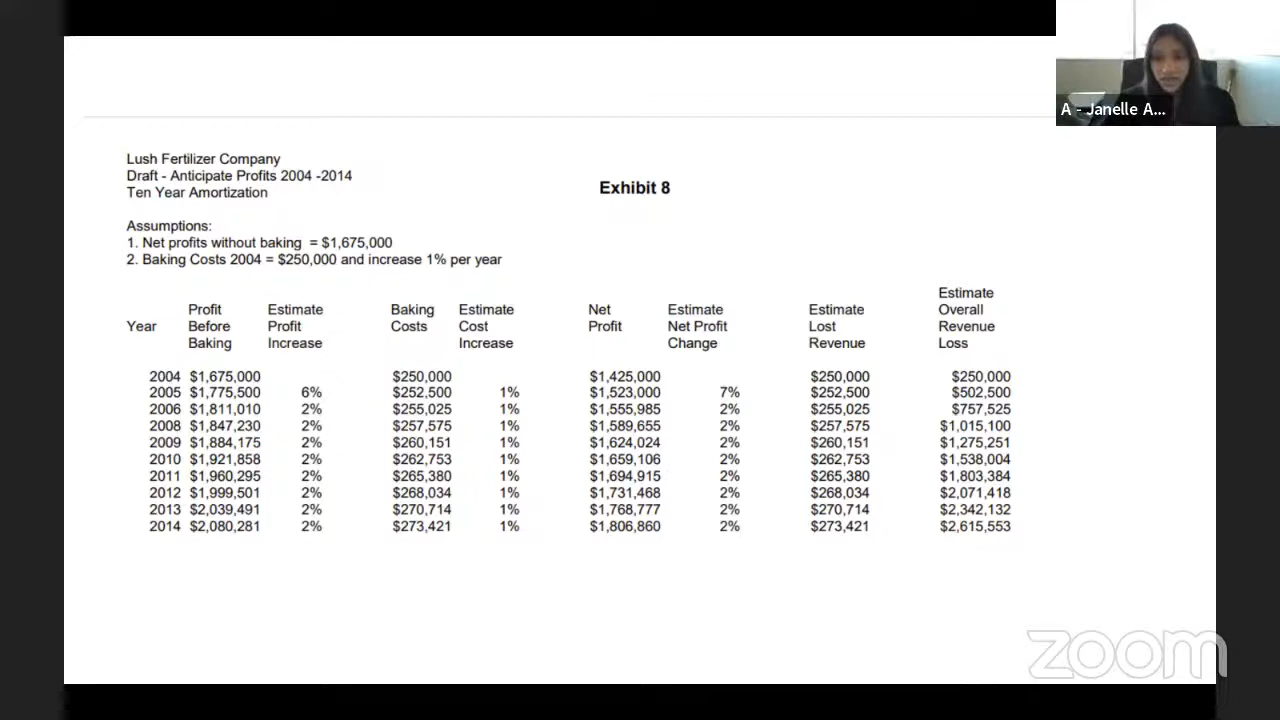 A - Janelle A...
Lush Fertilizer Company
Draft - Anticipate Profits 2004 -2014
Ten Year Amortization
Exhibit 8
Assumptions:
1. Net profits without baking = $1,675,000
2. Baking Costs 2004 = $250,000 and increase 1% per year
Estimate
Profit Estimate Baking Estimate Net Estimate Estimate Overall
Year Before Profit Costs Cost Profit Net Profit Lost Revenue
Baking Increase Increase Change Revenue Loss
2004 $1,675,000 $250,000 $1,425,000 $250,000 $250,000
2005 $1,775,500 6% $252,500 1% $1,523,000 7% $252,500 $502,500
2006 $1,811,010 2% $255,025 1% $1,555,985 2% $255,025 $757,525
2008 $1,847,230 2% $257,575 1% $1,589,655 2% $257,575 $1,015,100
2009 $1,884,175 2% $260,151 1% $1,624,024 2% $260,151 $1,275,251
2010 $1,921,858 2% $262,753 1% $1,659,106 2% $262,753 $1,538,004
2011 $1,960,295 2% $265,380 1% $1,694,915 2% $265,380 $1,803,384
2012 $1,999,501 2% $268,034 1% $1,731,468 2% $268,034 $2,071,418
2013 $2,039,491 2% $270,714 1% $1,768,777 2% $270,714 $2,342,132
2014 $2,080,281 2% $273,421 1% $1,806,860 2% $273,421 $2,615,553
zoom